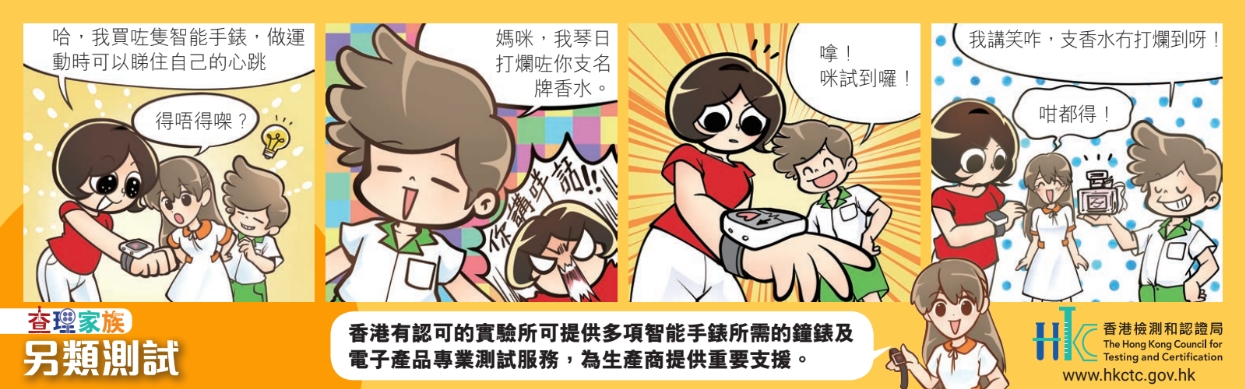 哈，我買咗隻智能手錶，做運
動時可以睇住自己的心跳
得唔得㗎？
媽咪，我琴日
打爛咗你支名
牌香水。
你講咩話!!
嗱！
咪試到囉！
我講笑咋，支香水冇打爛到呀！
咁都得！
查理家族
另類測試
香港有認可的實驗所可提供多項智能手錶所需的鐘錶及
電子產品專業測試服務，為生產商提供重要支援。
HKTC
香港檢測和認證局
The Hong Kong Council for
Testing and Certification
www.hkctc.gov.hk